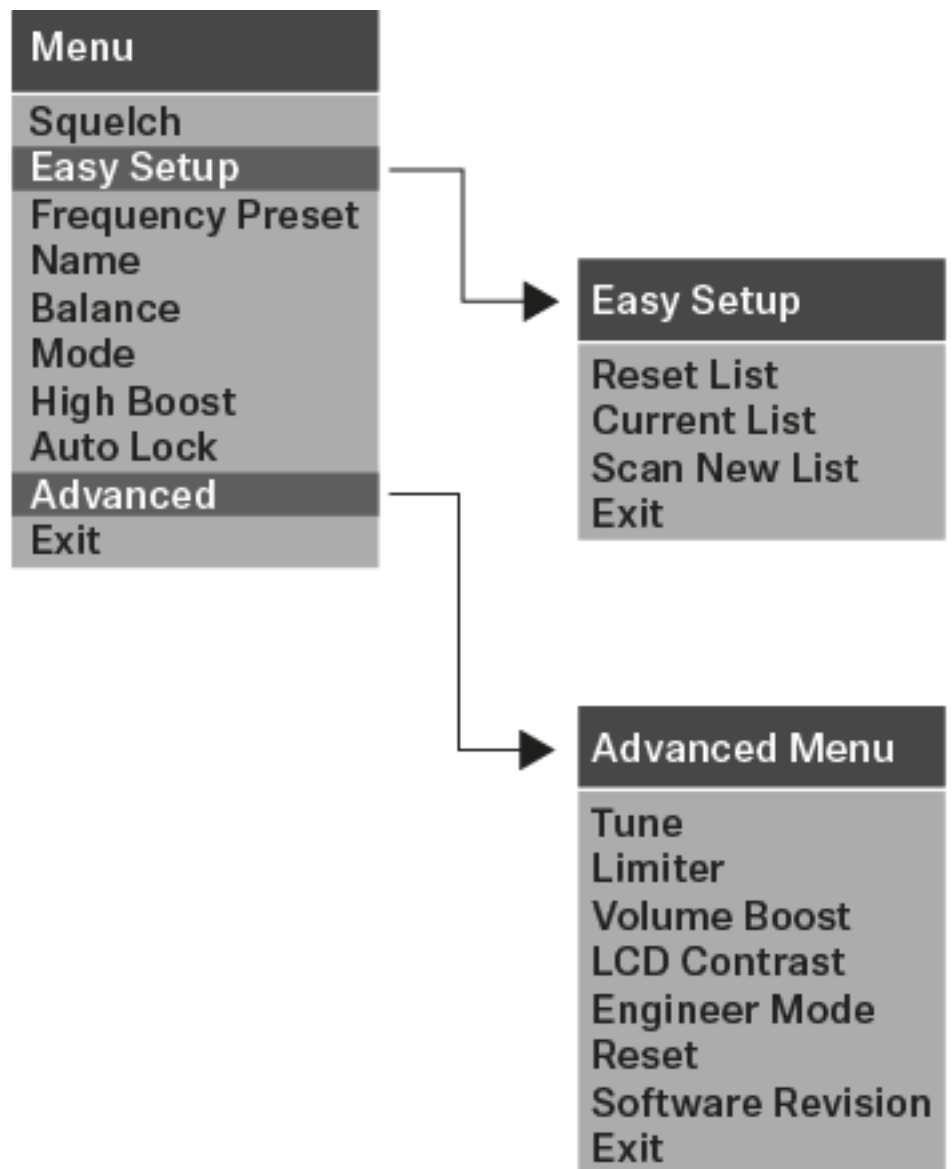 Menu
Squelch
Easy Setup
Frequency Preset
Name
Balance
Mode
High Boost
Auto Lock
Advanced
Exit
Easy Setup
Reset List
Current List
Scan New List
Exit
Advanced Menu
Tune
Limiter
Volume Boost
LCD Contrast
Engineer Mode
Reset
Software Revision
Exit